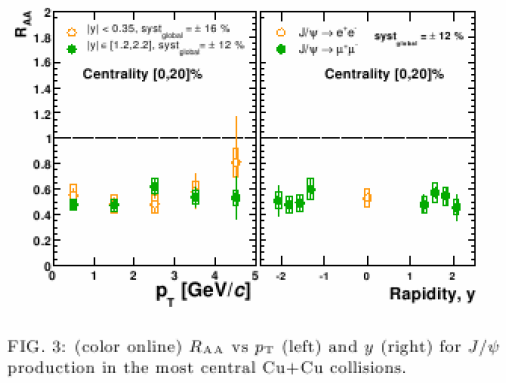 R_AA
2
1.8
1.6
1.4
1.2
1
0.8
0.6
0.4
0.2
0
|y| < 0.35, syst_global = ± 16 %
|y| ∈ [1.2,2.2], syst_global = ± 12 %
Centrality [0,20]%
0 1 2 3 4 5
p_T [GeV/c]
J/ψ → e⁺e⁻
J/ψ → μ⁺μ⁻
syst_global = ± 12 %
Centrality [0,20]%
-2 -1 0 1 2
Rapidity, y
FIG. 3: (color online) R_AA vs p_T (left) and y (right) for J/ψ
production in the most central Cu+Cu collisions.